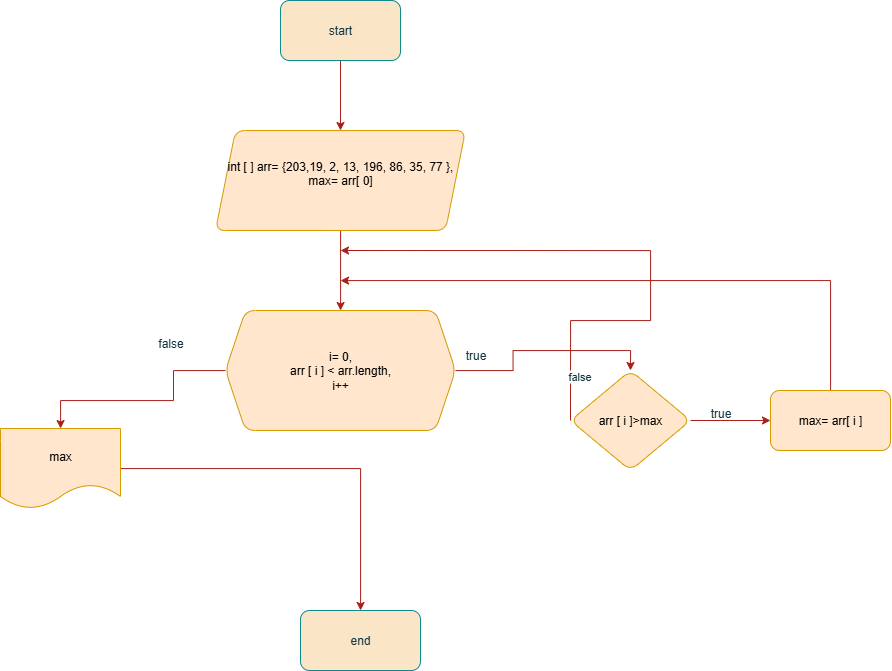 start
int [ ] arr= {203,19, 2, 13, 196, 86, 35, 77 },
max= arr[ 0]
false
i= 0,
arr [ i ] < arr.length,
i++
true
false
arr [ i ]>max
true
max= arr[ i ]
max
end